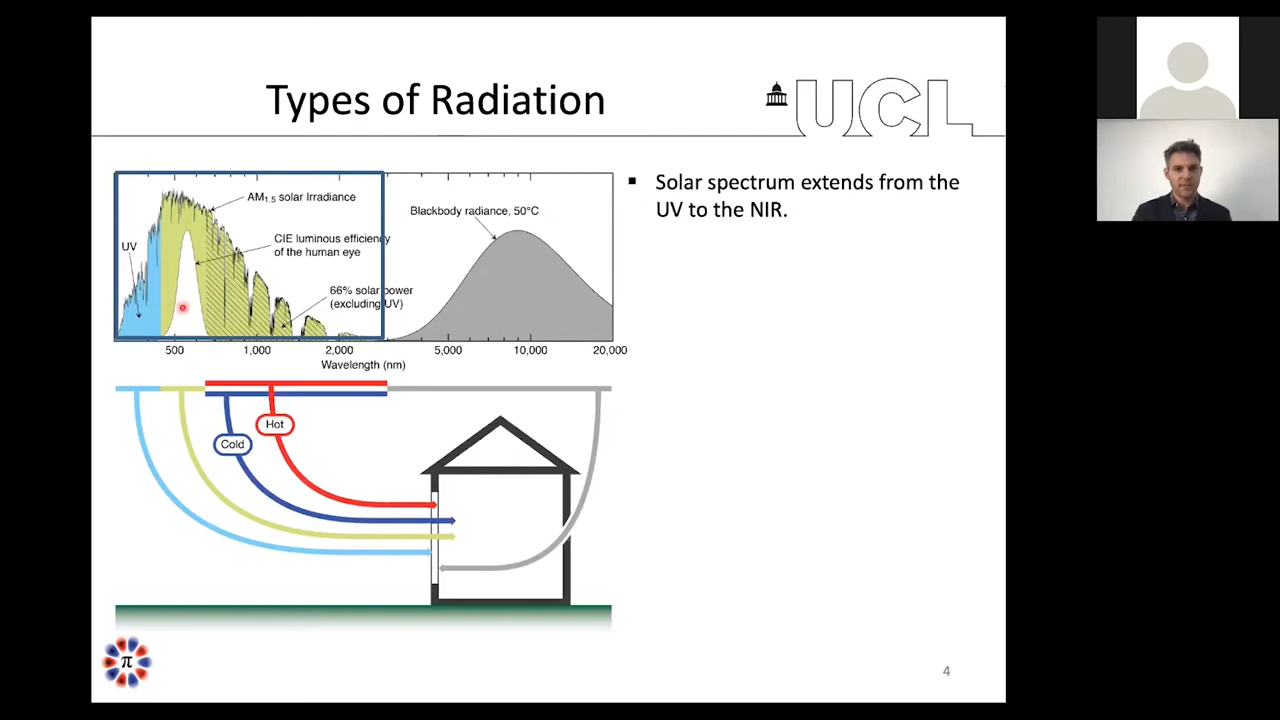 Types of Radiation
UCL
AM1.5 solar Irradiance
UV
CIE luminous efficiency
of the human eye
66% solar power
(excluding UV)
Blackbody radiance, 50°C
500 1,000 2,000 5,000 10,000 20,000
Wavelength (nm)
▪ Solar spectrum extends from the
UV to the NIR.
Hot
Cold
π
4